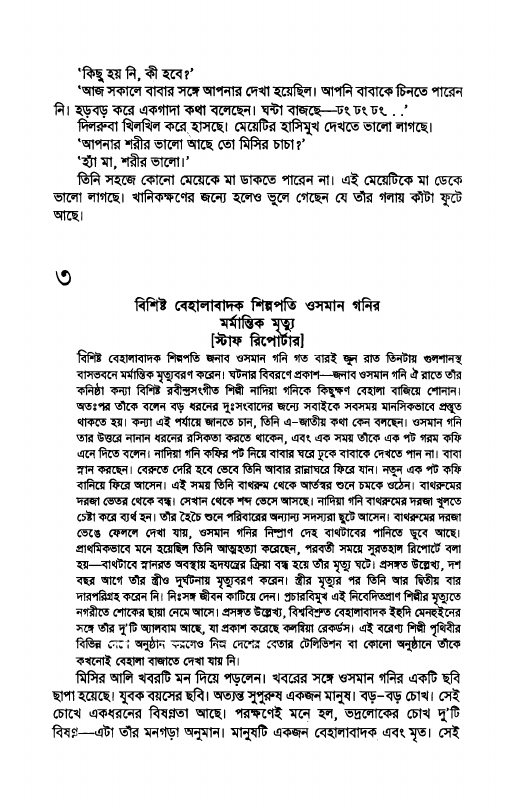 ‘কিছু হয় নি, কী হবে?’
‘আজ সকালে বাবার সঙ্গে আপনার দেখা হয়েছিল। আপনি বাবাকে চিনতে পারেন
নি। হড়বড় করে একগাদা কথা বলেছেন। ঘন্টা বাজছে—ঢং ঢং ঢং . . .’
দিলরুবা খিলখিল করে হাসছে। মেয়েটির হাসিমুখ দেখতে ভালো লাগছে।
‘আপনার শরীর ভালো আছে তো মিসির চাচা?’
‘হ্যাঁ মা, শরীর ভালো।’
তিনি সহজে কোনো মেয়েকে মা ডাকতে পারেন না। এই মেয়েটিকে মা ডেকে
ভালো লাগছে। খানিকক্ষণের জন্যে হলেও ভুলে গেছেন যে তাঁর গলায় কাঁটা ফুটে
আছে।
৩
বিশিষ্ট বেহালাবাদক শিল্পপতি ওসমান গনির
মর্মান্তিক মৃত্যু
[স্টাফ রিপোর্টার]
বিশিষ্ট বেহালাবাদক শিল্পপতি জনাব ওসমান গনি গত বারই জুন রাত তিনটায় গুলশানস্থ
বাসভবনে মর্মান্তিক মৃত্যুবরণ করেন। ঘটনার বিবরণে প্রকাশ—জনাব ওসমান গনি ঐ রাতে তাঁর
কনিষ্ঠা কন্যা বিশিষ্ট রবীন্দ্রসংগীত শিল্পী নাদিয়া গনিকে কিছুক্ষণ বেহালা বাজিয়ে শোনান।
অতঃপর তাঁকে বলেন বড় ধরনের দুঃসংবাদের জন্যে সবাইকে সবসময় মানসিকভাবে প্রস্তুত
থাকতে হয়। কন্যা এই পর্যায়ে জানতে চান, তিনি এ–জাতীয় কথা কেন বলছেন। ওসমান গনি
তার উত্তরে নানান ধরনের রসিকতা করতে থাকেন, এবং এক সময় তাঁকে এক পট গরম কফি
এনে দিতে বলেন। নাদিয়া গনি কফির পট নিয়ে বাবার ঘরে ঢুকে বাবাকে দেখতে পান না। বাবা
স্নান করছেন। বেরুতে দেরি হবে ভেবে তিনি আবার রান্নাঘরে ফিরে যান। নতুন এক পট কফি
বানিয়ে ফিরে আসেন। এই সময় তিনি বাথরুম থেকে আর্তস্বর শুনে চমকে ওঠেন। বাথরুমের
দরজা ভেতর থেকে বন্ধ। সেখান থেকে শব্দ ভেসে আসছে। নাদিয়া গনি বাথরুমের দরজা খুলতে
চেষ্টা করে ব্যর্থ হন। তাঁর হৈচৈ শুনে পরিবারের অন্যান্য সদস্যরা ছুটে আসেন। বাথরুমের দরজা
ভেঙে ফেললে দেখা যায়, ওসমান গনির নিষ্প্রাণ দেহ বাথটাবের পানিতে ডুবে আছে।
প্রাথমিকভাবে মনে হয়েছিল তিনি আত্মহত্যা করেছেন, পরবর্তী সময়ে সুরতহাল রিপোর্টে বলা
হয়—বাথটাবে স্নানরত অবস্থায় হৃদযন্ত্রের ক্রিয়া বন্ধ হয়ে তাঁর মৃত্যু ঘটে। প্রসঙ্গত উল্লেখ্য, দশ
বছর আগে তাঁর স্ত্রীও দুর্ঘটনায় মৃত্যুবরণ করেন। স্ত্রীর মৃত্যুর পর তিনি আর দ্বিতীয় বার
দারপরিগ্রহ করেন নি। নিঃসঙ্গ জীবন কাটিয়ে দেন। প্রচারবিমুখ এই নিবেদিতপ্রাণ শিল্পীর মৃত্যুতে
নগরীতে শোকের ছায়া নেমে আসে। প্রসঙ্গত উল্লেখ্য, বিশ্ববিশ্রুত বেহালাবাদক ইহুদি মেনহুইনের
সঙ্গে তাঁর দু'টি অ্যালবাম আছে, যা প্রকাশ করেছে কলম্বিয়া রেকর্ডস। এই বরেণ্য শিল্পী পৃথিবীর
বিভিন্ন অনুষ্ঠান করলেও নিজ দেশের বেতার টেলিভিশন বা কোনো অনুষ্ঠানে তাঁকে
কখনোই বেহালা বাজাতে দেখা যায় নি।
মিসির আলি খবরটি মন দিয়ে পড়লেন। খবরের সঙ্গে ওসমান গনির একটি ছবি
ছাপা হয়েছে। যুবক বয়সের ছবি। অত্যন্ত সুপুরুষ একজন মানুষ। বড়–বড় চোখ। সেই
চোখে একধরনের বিষণ্নতা আছে। পরক্ষণেই মনে হল, ভদ্রলোকের চোখ দু'টি
বিষণ্ন—এটা তাঁর মনগড়া অনুমান। মানুষটি একজন বেহালাবাদক এবং মৃত। সেই